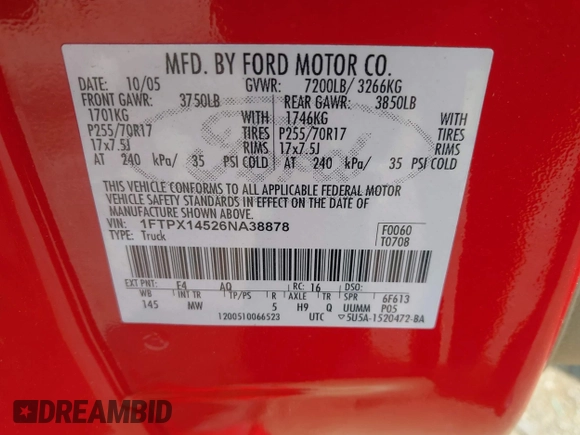 MFD. BY FORD MOTOR CO.
DATE: 10/05 GVWR: 7200LB/ 3266KG
FRONT GAWR: 3750LB REAR GAWR: 3850LB
1701KG WITH 1746KG WITH
P255/70R17 TIRES P255/70R17 TIRES
17x7.5J RIMS 17x7.5J RIMS
AT 240 kPa/ 35 PSI COLD AT 240 kPa/ 35 PSI COLD
Ford
THIS VEHICLE CONFORMS TO ALL APPLICABLE FEDERAL MOTOR
VEHICLE SAFETY STANDARDS IN EFFECT ON THE DATE OF
MANUFACTURE SHOWN ABOVE.
VIN: 1FTPX14526NA38878 F0060
TYPE: Truck T0708
EXT PNT: F4 AQ RC: 16 DSO:
WB INT TR TP/PS R AXLE TR SPR 6F613
145 MW 5 H9 Q UUMM P05
1200510066523 UTC ▽5U5A-1520472-BA
DREAMBID